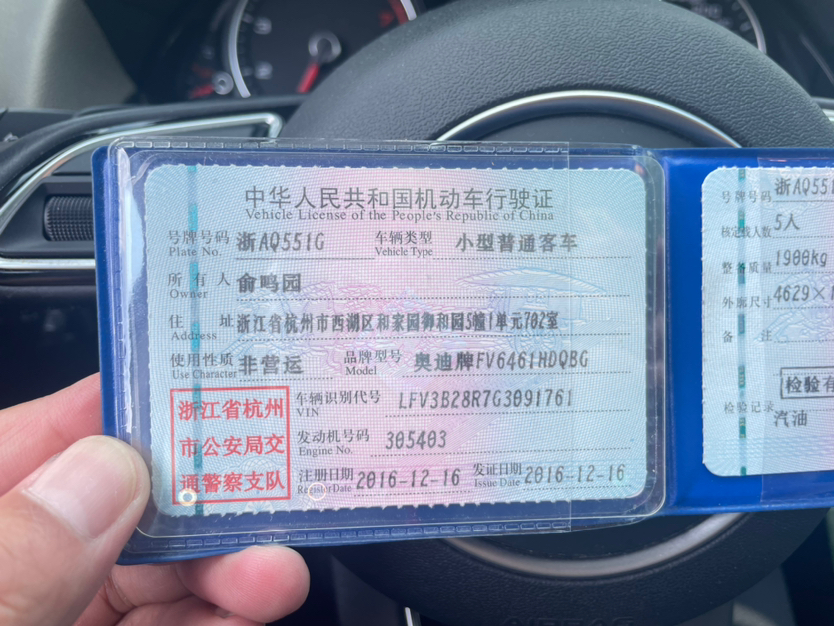 中华人民共和国机动车行驶证
Vehicle License of the People's Republic of China
号牌号码 浙AQ551G 车辆类型 小型普通客车
Plate No. Vehicle Type
所有人 俞鸣园
Owner
住址 浙江省杭州市西湖区和家园御和园5幢1单元702室
Address
使用性质 非营运 品牌型号 奥迪牌FV6461HDQBG
Use Character Model
浙江省杭州
市公安局交
通警察支队
车辆识别代号 LFV3B28R7G3091761
VIN
发动机号码 305403
Engine No.
注册日期 2016-12-16 发证日期 2016-12-16
Register Date Issue Date
号牌号码 浙AQ551
核定载人数 5人
整备质量 1900kg
外廓尺寸 4629×
备注
检验有
检验记录
汽油